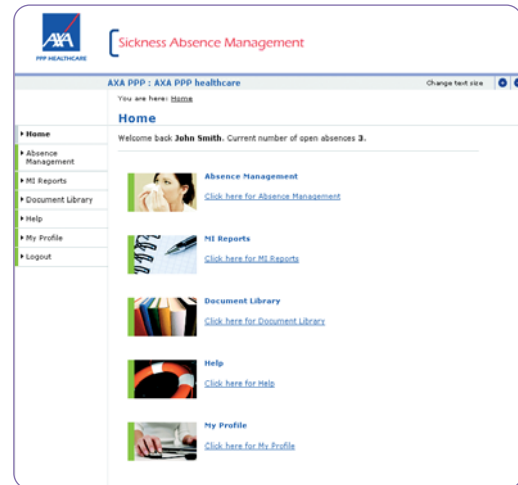 AXA
PPP HEALTHCARE
Sickness Absence Management
AXA PPP : AXA PPP healthcare
Change text size
You are here: Home
Home
Welcome back John Smith. Current number of open absences 3.
Home
Absence
Management
MI Reports
Document Library
Help
My Profile
Logout
Absence Management
Click here for Absence Management
MI Reports
Click here for MI Reports
Document Library
Click here for Document Library
Help
Click here for Help
My Profile
Click here for My Profile